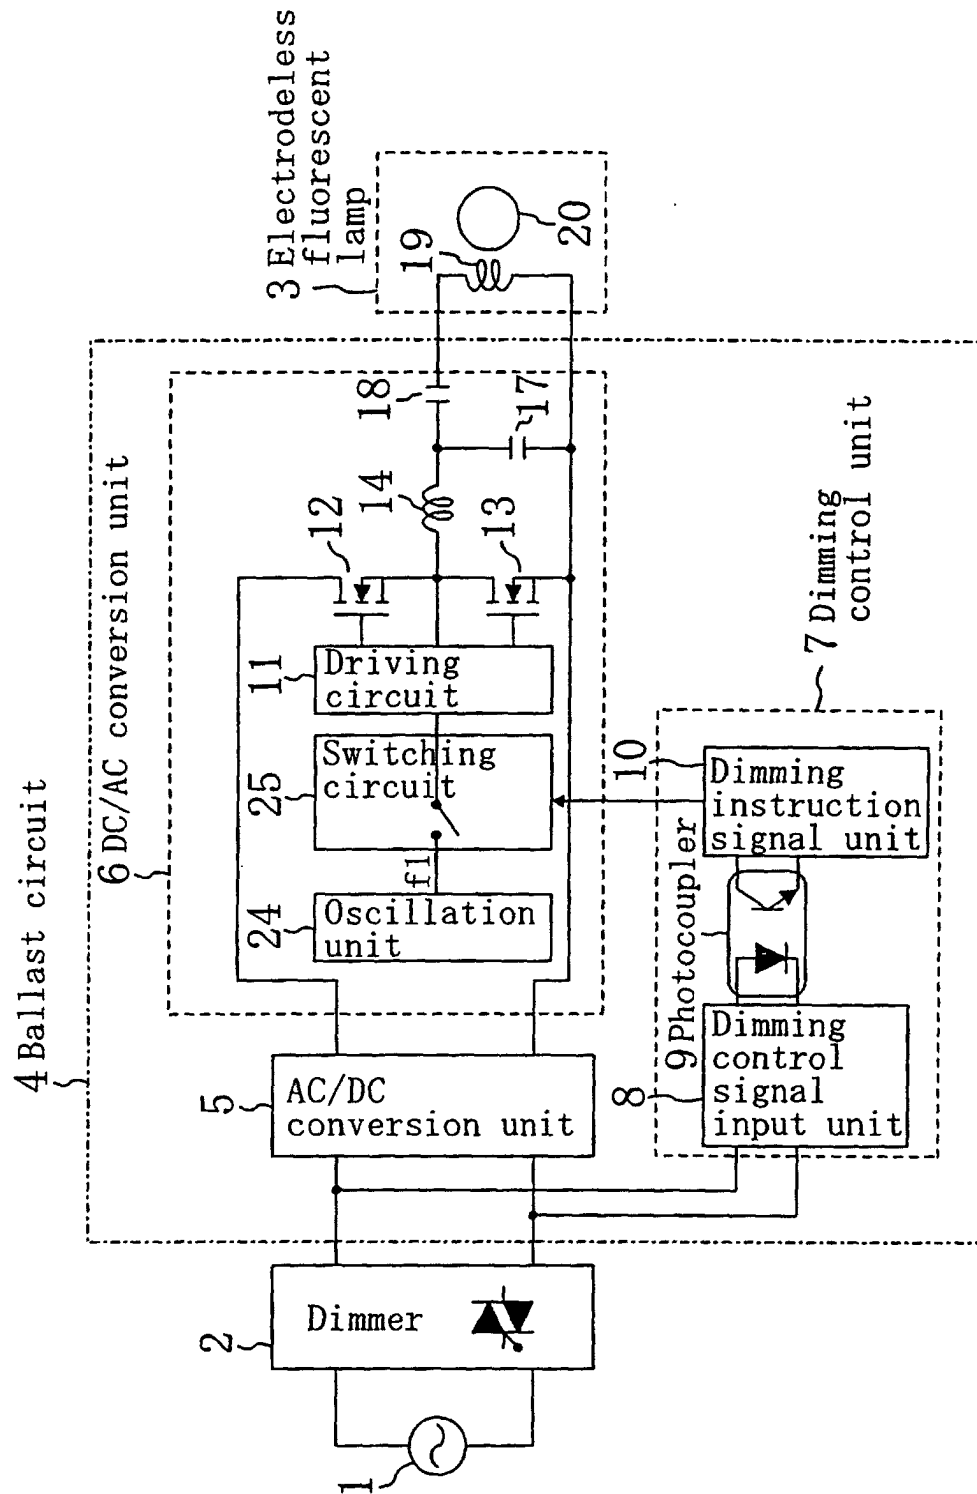 4 Ballast circuit
6 DC/AC conversion unit
3 Electrodeless
fluorescent
lamp
12
18
19
14
20
17
13
11
Driving
circuit
25
Switching
circuit
24
f1
Oscillation
unit
5
AC/DC
conversion unit
2
Dimmer
1
7 Dimming
control unit
10
Dimming
instruction
signal unit
9 Photocoupler
8
Dimming
control
signal
input unit